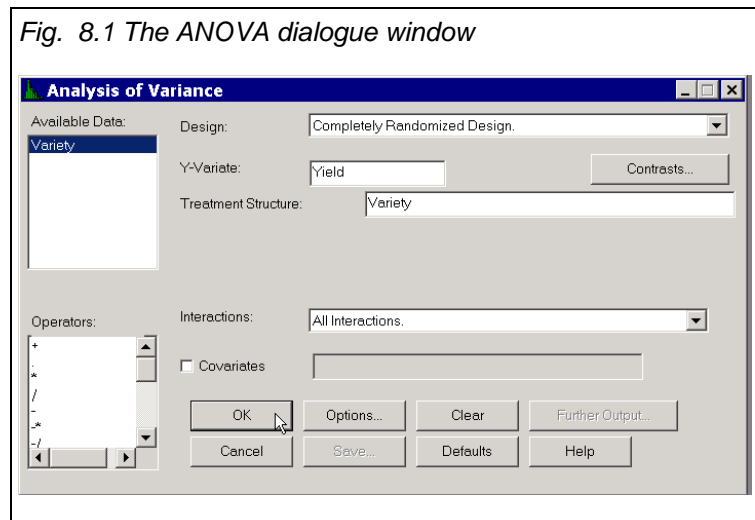 Fig. 8.1 The ANOVA dialogue window
Analysis of Variance
Available Data:
Variety
Design:
Completely Randomized Design.
Y-Variate:
Yield
Contrasts...
Treatment Structure:
Variety
Operators:
+
.
*
/
-
-*
-/
Interactions:
All Interactions.
Covariates
OK
Options...
Clear
Further Output...
Cancel
Save...
Defaults
Help